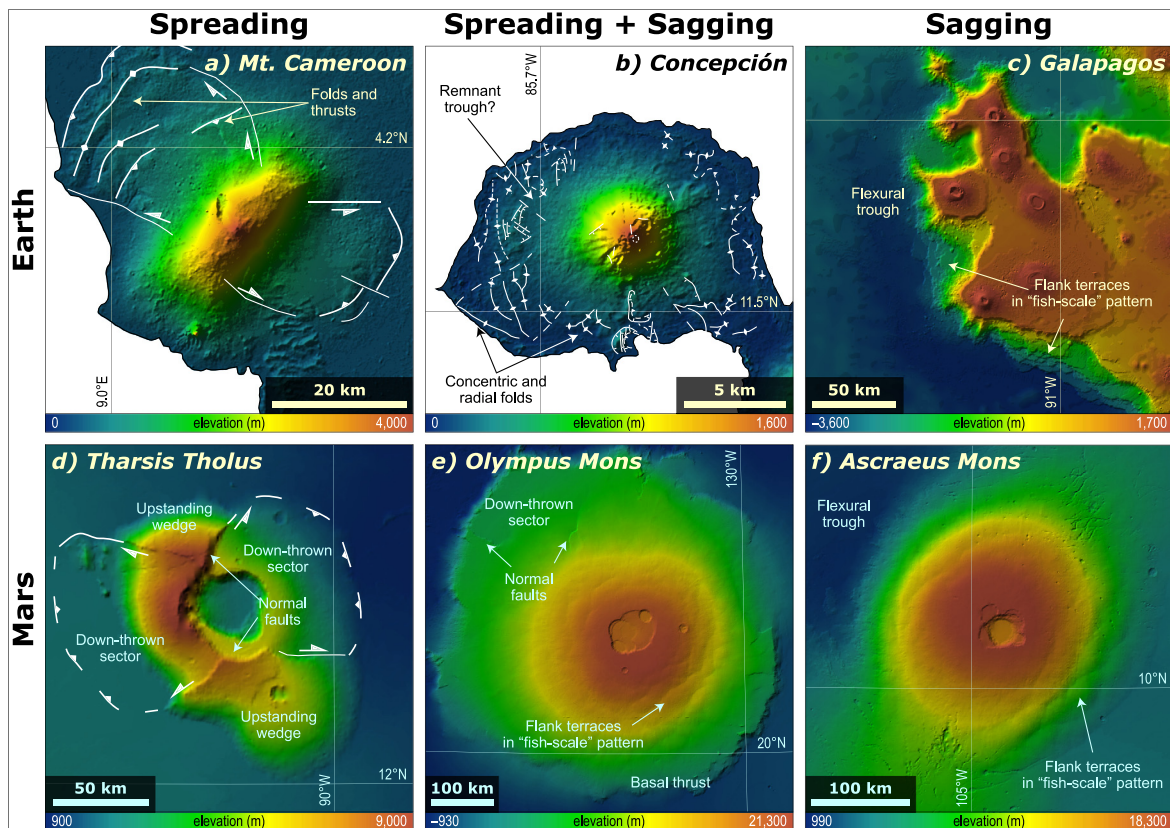 Spreading
Spreading + Sagging
Sagging
Earth
Mars
a) Mt. Cameroon
Folds and
thrusts
4.2°N
9.0°E
20 km
0
elevation (m)
4,000
b) Concepción
85.7°W
Remnant
trough?
11.5°N
Concentric and
radial folds
5 km
0
elevation (m)
1,600
c) Galapagos
Flexural
trough
Flank terraces
in "fish-scale" pattern
91°W
50 km
–3,600
elevation (m)
1,700
d) Tharsis Tholus
Upstanding
wedge
Down-thrown
sector
Normal
faults
Down-thrown
sector
Upstanding
wedge
12°N
90°W
50 km
900
elevation (m)
9,000
e) Olympus Mons
130°W
Down-thrown
sector
Normal
faults
Flank terraces
in "fish-scale" pattern
20°N
Basal thrust
100 km
–930
elevation (m)
21,300
f) Ascraeus Mons
Flexural
trough
10°N
Flank terraces
in "fish-scale" pattern
105°W
100 km
990
elevation (m)
18,300